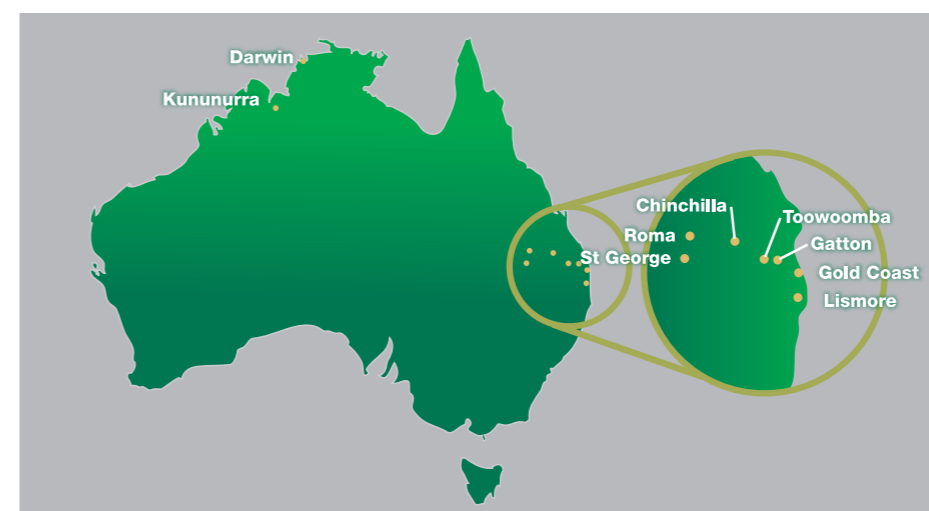 Darwin
Kununurra
Chinchilla
Toowoomba
Roma
Gatton
St George
Gold Coast
Lismore